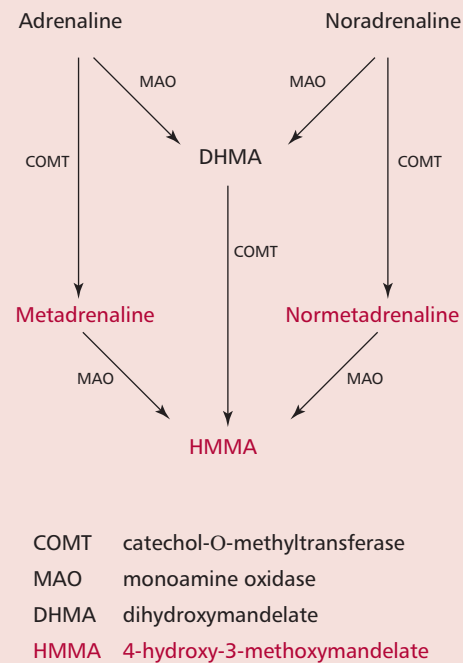 Adrenaline Noradrenaline
MAO MAO
DHMA
COMT COMT
COMT
Metadrenaline Normetadrenaline
MAO MAO
HMMA
COMT catechol-O-methyltransferase
MAO monoamine oxidase
DHMA dihydroxymandelate
HMMA 4-hydroxy-3-methoxymandelate